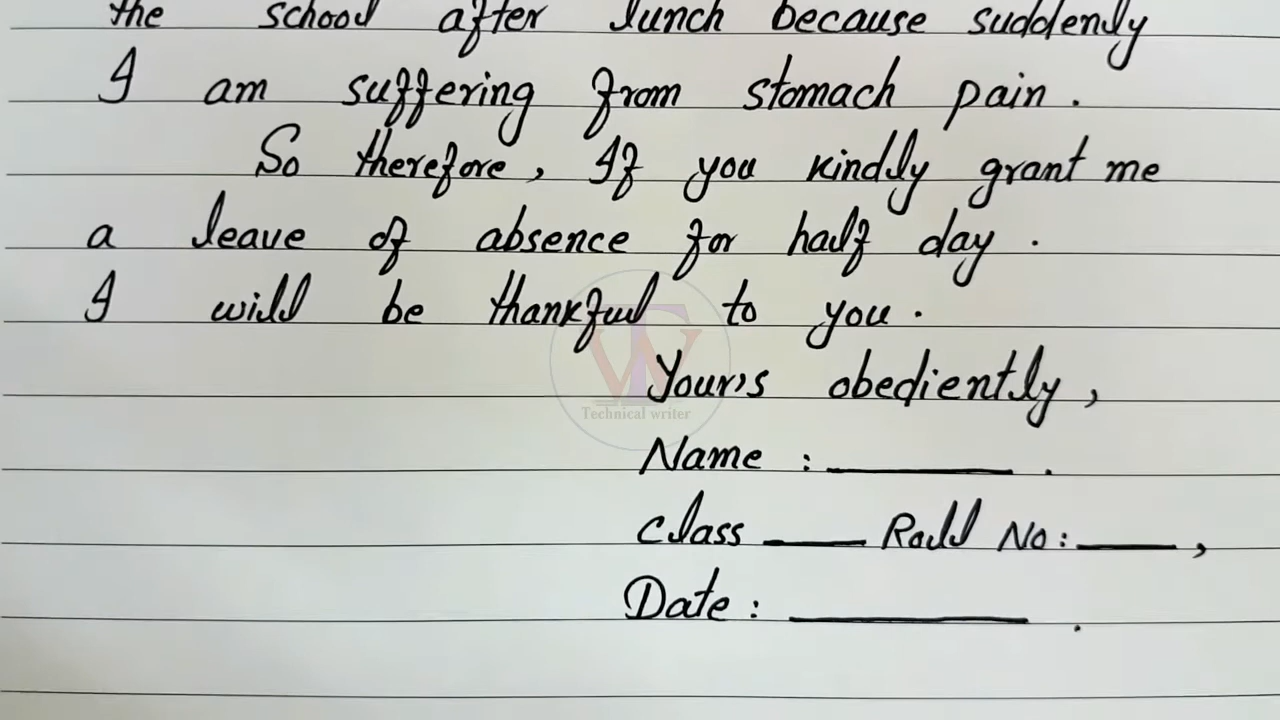 the school after lunch because suddenly
I am suffering from stomach pain.
So therefore, If you kindly grant me
a leave of absence for half day.
I will be thankful to you.
Your's obediently,
Technical writer
Name : ________ .
Class ____ Roll No: ____ ,
Date : ________ .